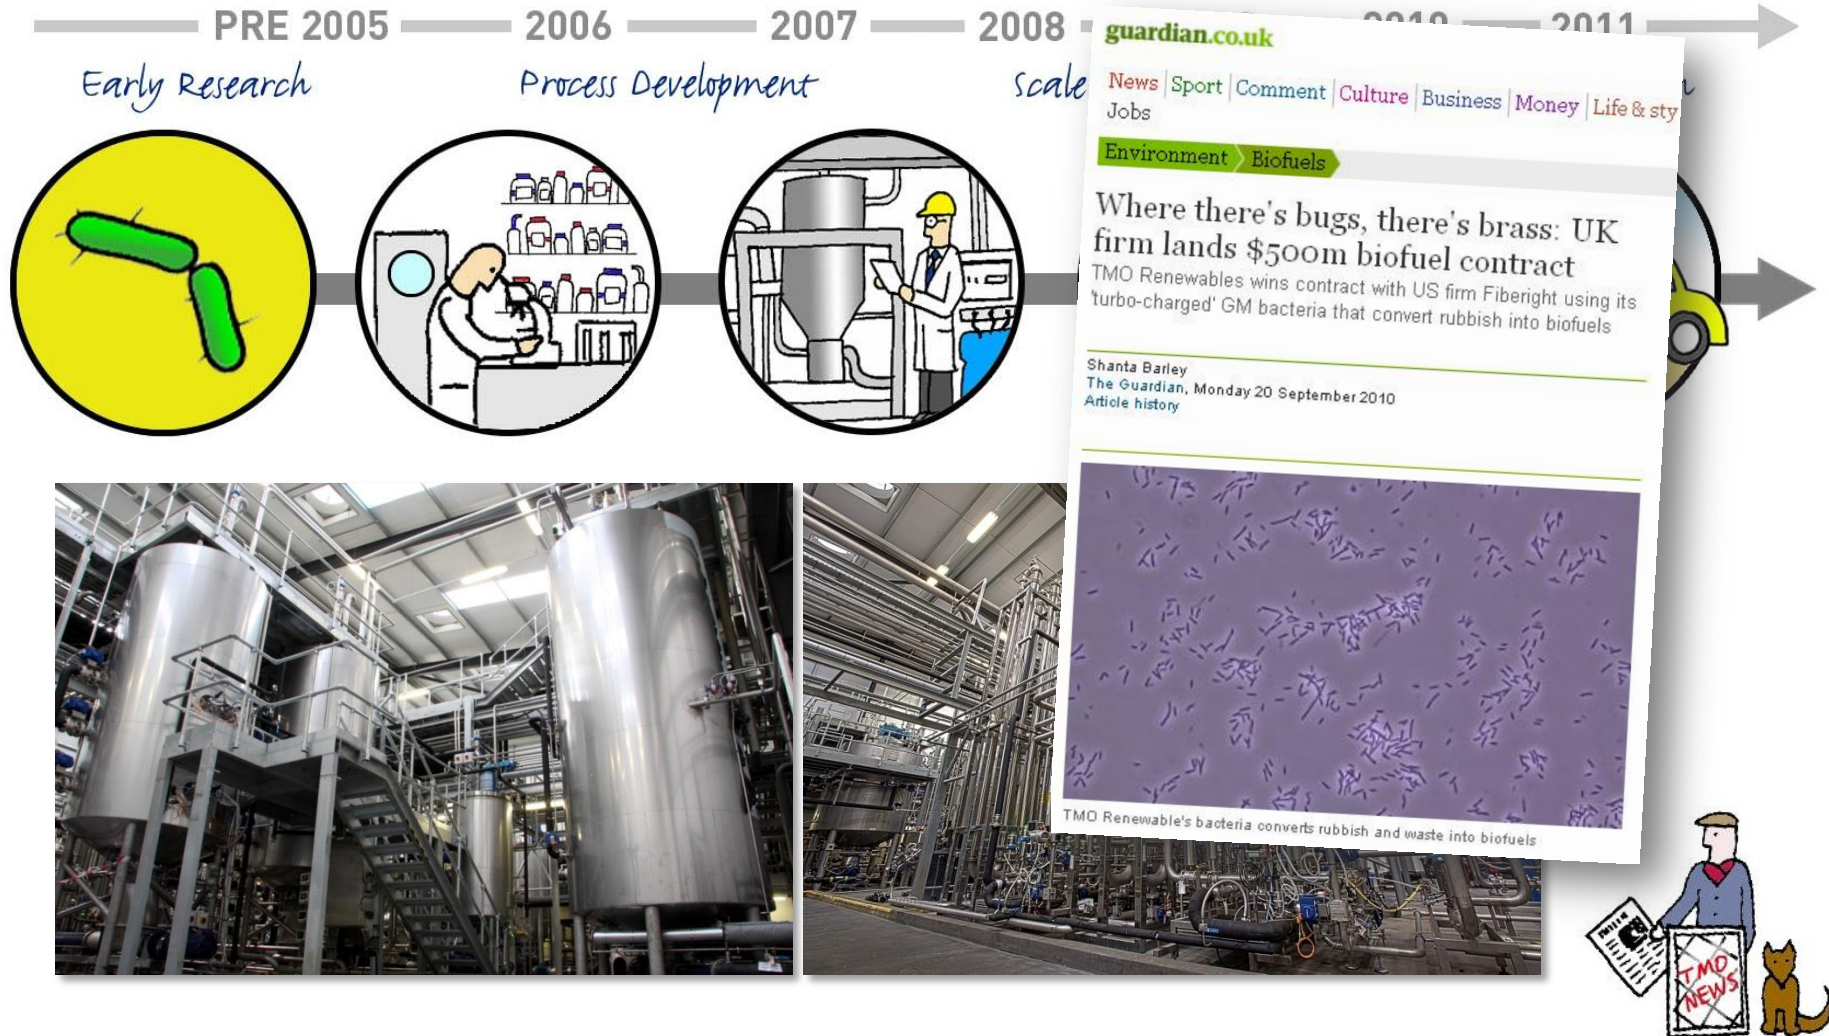 PRE 2005 2006 2007 2008 2010 2011
Early Research Process Development Scale
guardian.co.uk
News Sport Comment Culture Business Money Life & sty
Jobs
Environment Biofuels
Where there's bugs, there's brass: UK
firm lands $500m biofuel contract
TMO Renewables wins contract with US firm Fiberight using its
'turbo-charged' GM bacteria that convert rubbish into biofuels
Shanta Barley
The Guardian, Monday 20 September 2010
Article history
TMO Renewable's bacteria converts rubbish and waste into biofuels
TMO
NEWS